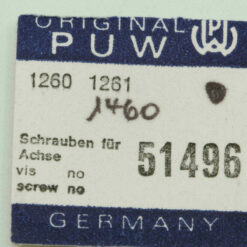 ORIGINAL
PUW
1260 1261
1460
Schrauben für
Achse
51496
vis no
screw no
GERMANY